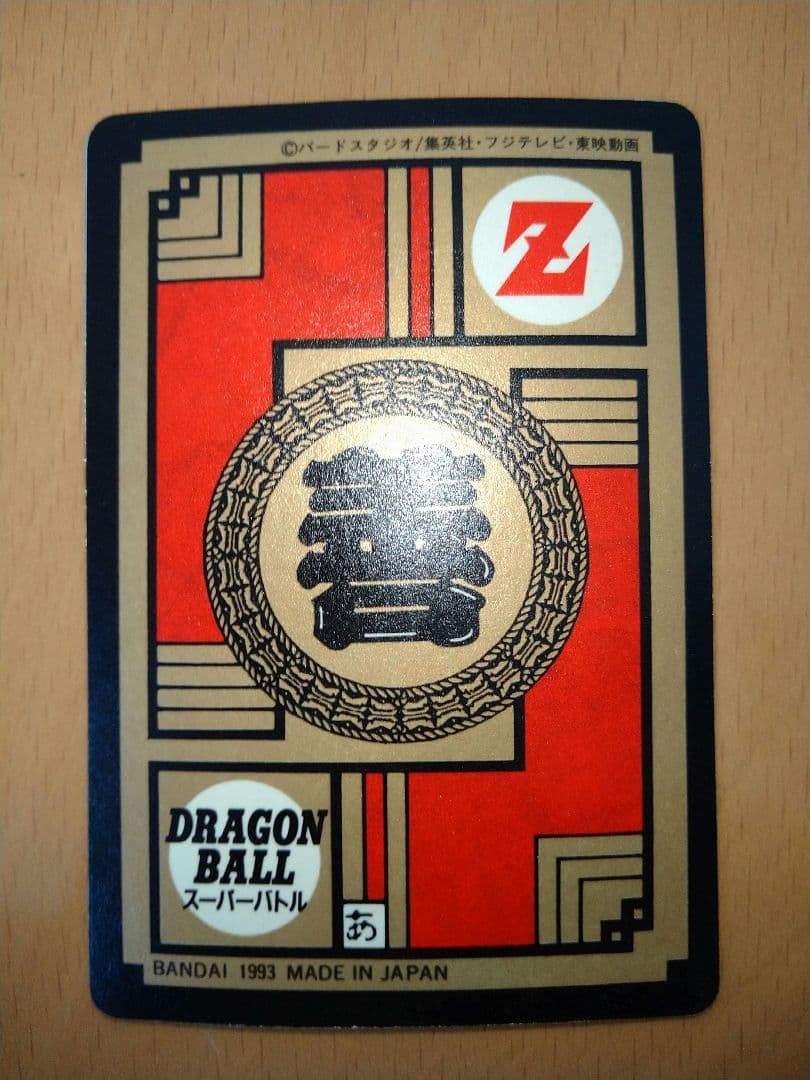 ©バードスタジオ/集英社・フジテレビ・東映動画
Z
善
DRAGON
BALL
スーパーバトル
あ
BANDAI 1993 MADE IN JAPAN